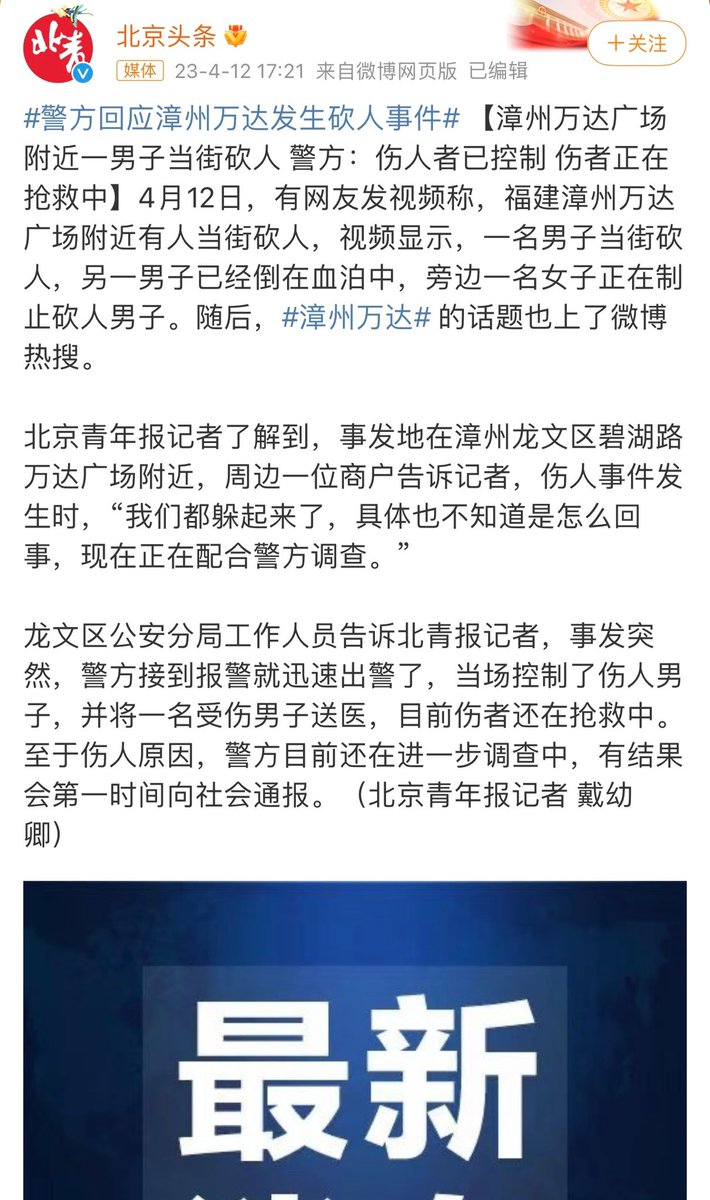 北青
北京头条
+关注
媒体 23-4-12 17:21 来自微博网页版 已编辑
#警方回应漳州万达发生砍人事件# 【漳州万达广场
附近一男子当街砍人 警方：伤人者已控制 伤者正在
抢救中】4月12日，有网友发视频称，福建漳州万达
广场附近有人当街砍人，视频显示，一名男子当街砍
人，另一男子已经倒在血泊中，旁边一名女子正在制
止砍人男子。随后，#漳州万达# 的话题也上了微博
热搜。
北京青年报记者了解到，事发地在漳州龙文区碧湖路
万达广场附近，周边一位商户告诉记者，伤人事件发
生时，“我们都躲起来了，具体也不知道是怎么回
事，现在正在配合警方调查。”
龙文区公安分局工作人员告诉北青报记者，事发突
然，警方接到报警就迅速出警了，当场控制了伤人男
子，并将一名受伤男子送医，目前伤者还在抢救中。
至于伤人原因，警方目前还在进一步调查中，有结果
会第一时间向社会通报。（北京青年报记者 戴幼
卿）
最新